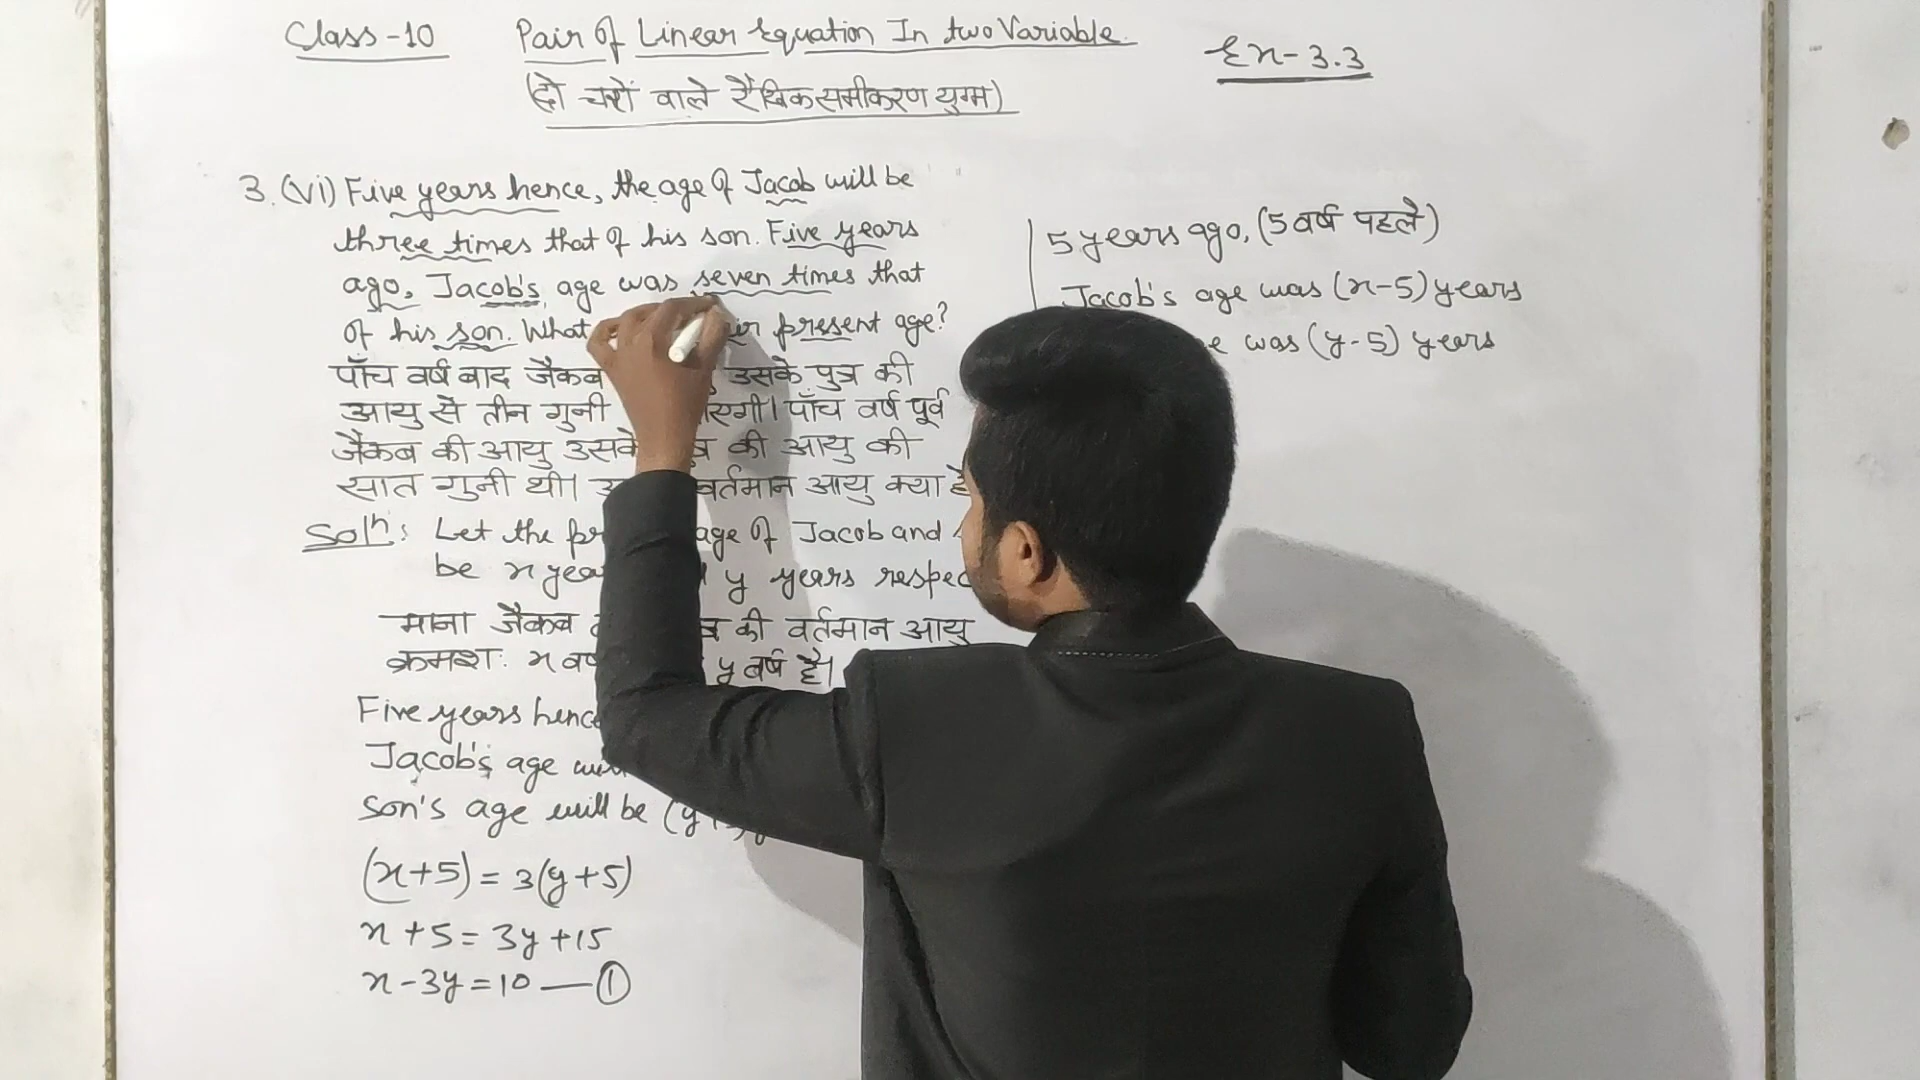 Class-10 Pair of Linear Equation In two Variable. Ex-3.3
(दो चरों वाले रैखिक समीकरण युग्म)
3.(vi) Five years hence, the age of Jacob will be
three times that of his son. Five years
ago, Jacob's age was seven times that
of his son. What present age?
पाँच वर्ष बाद जैकब उसके पुत्र की
आयु से तीन गुनी पाँच वर्ष पूर्व
जैकब की आयु उसके की आयु की
सात गुनी थी। वर्तमान आयु क्या
Solⁿ: Let the age of Jacob and
be x y years
माना जैकब की वर्तमान आयु
क्रमशः x y वर्ष है।
Five years hence
Jacob's age
son's age will be
(x+5) = 3(y+5)
x+5 = 3y+15
x-3y = 10 — ①
5 years ago, (5 वर्ष पहले)
Jacob's age was (x-5) years
was (y-5) years